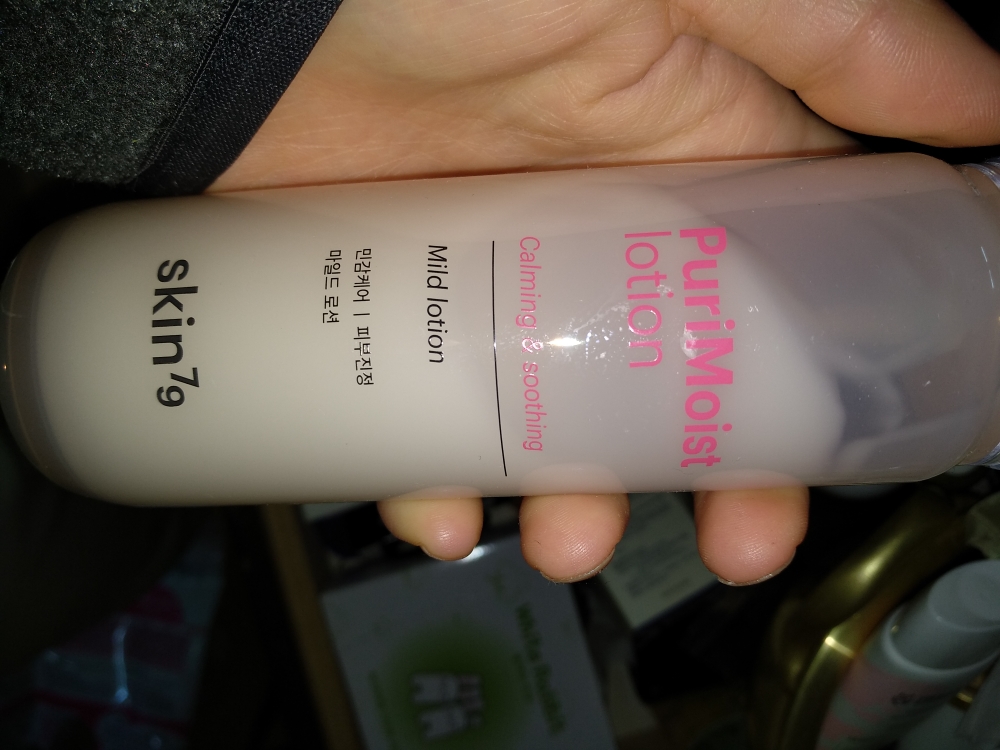 PuriMoist
lotion
Calming & soothing
Mild lotion
민감케어 | 피부진정
마일드 로션
skin79
White